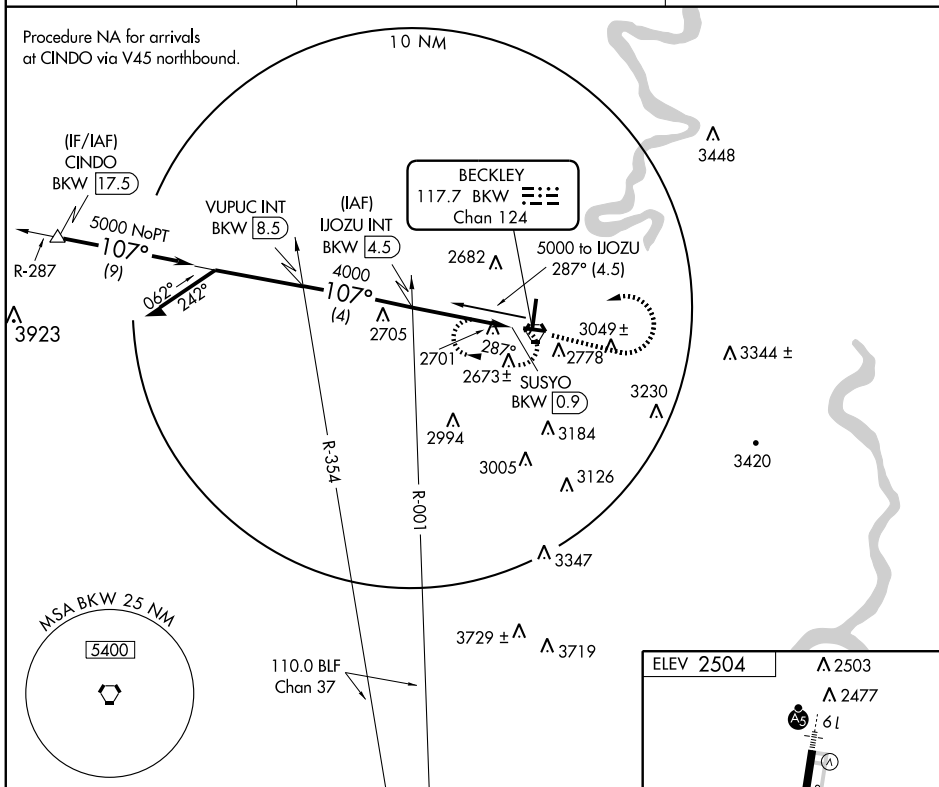 Procedure NA for arrivals
at CINDO via V45 northbound.
10 NM
3448
(IF/IAF)
CINDO
BKW 17.5
R-287
5000 NoPT
107°
(9)
062°
242°
3923
VUPUC INT
BKW 8.5
(IAF)
IJOZU INT
BKW 4.5
4000
107°
(4)
BECKLEY
117.7 BKW
Chan 124
2682
5000 to IJOZU
287° (4.5)
2705
2701
287°
2673 ±
3049 ±
2778
SUSYO
BKW 0.9
3344 ±
3230
2994
3184
3005
3126
3420
R-354
R-001
3347
3729 ±
3719
MSA BKW 25 NM
5400
110.0 BLF
Chan 37
ELEV 2504
2503
2477
A5
19
V